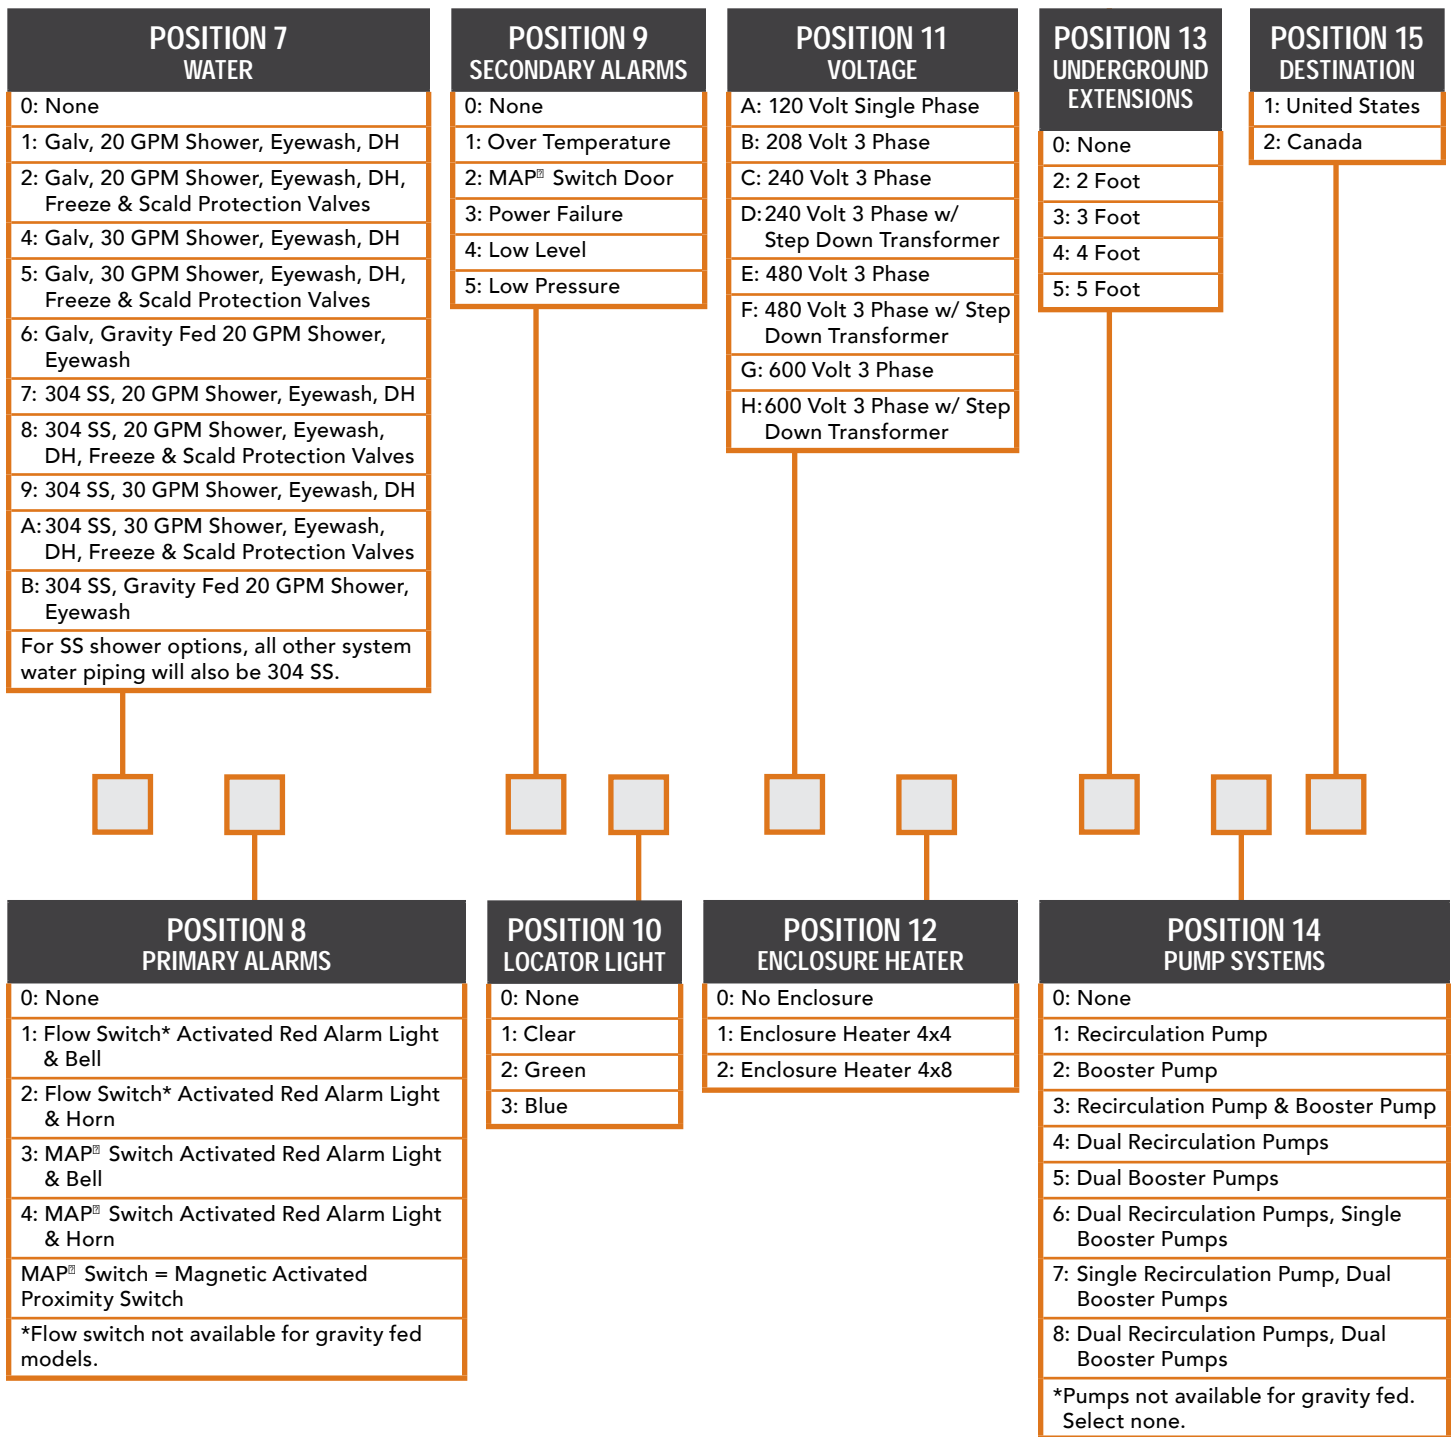 POSITION 7
WATER
0: None
1: Galv, 20 GPM Shower, Eyewash, DH
2: Galv, 20 GPM Shower, Eyewash, DH,
Freeze & Scald Protection Valves
4: Galv, 30 GPM Shower, Eyewash, DH
5: Galv, 30 GPM Shower, Eyewash, DH,
Freeze & Scald Protection Valves
6: Galv, Gravity Fed 20 GPM Shower,
Eyewash
7: 304 SS, 20 GPM Shower, Eyewash, DH
8: 304 SS, 20 GPM Shower, Eyewash,
DH, Freeze & Scald Protection Valves
9: 304 SS, 30 GPM Shower, Eyewash, DH
A: 304 SS, 30 GPM Shower, Eyewash,
DH, Freeze & Scald Protection Valves
B: 304 SS, Gravity Fed 20 GPM Shower,
Eyewash
For SS shower options, all other system
water piping will also be 304 SS.
POSITION 9
SECONDARY ALARMS
0: None
1: Over Temperature
2: MAP Switch Door
3: Power Failure
4: Low Level
5: Low Pressure
POSITION 11
VOLTAGE
A: 120 Volt Single Phase
B: 208 Volt 3 Phase
C: 240 Volt 3 Phase
D: 240 Volt 3 Phase w/
Step Down Transformer
E: 480 Volt 3 Phase
F: 480 Volt 3 Phase w/ Step
Down Transformer
G: 600 Volt 3 Phase
H: 600 Volt 3 Phase w/ Step
Down Transformer
POSITION 13
UNDERGROUND
EXTENSIONS
0: None
2: 2 Foot
3: 3 Foot
4: 4 Foot
5: 5 Foot
POSITION 15
DESTINATION
1: United States
2: Canada
POSITION 8
PRIMARY ALARMS
0: None
1: Flow Switch* Activated Red Alarm Light
& Bell
2: Flow Switch* Activated Red Alarm Light
& Horn
3: MAP Switch Activated Red Alarm Light
& Bell
4: MAP Switch Activated Red Alarm Light
& Horn
MAP Switch = Magnetic Activated
Proximity Switch
*Flow switch not available for gravity fed
models.
POSITION 10
LOCATOR LIGHT
0: None
1: Clear
2: Green
3: Blue
POSITION 12
ENCLOSURE HEATER
0: No Enclosure
1: Enclosure Heater 4x4
2: Enclosure Heater 4x8
POSITION 14
PUMP SYSTEMS
0: None
1: Recirculation Pump
2: Booster Pump
3: Recirculation Pump & Booster Pump
4: Dual Recirculation Pumps
5: Dual Booster Pumps
6: Dual Recirculation Pumps, Single
Booster Pumps
7: Single Recirculation Pump, Dual
Booster Pumps
8: Dual Recirculation Pumps, Dual
Booster Pumps
*Pumps not available for gravity fed.
Select none.